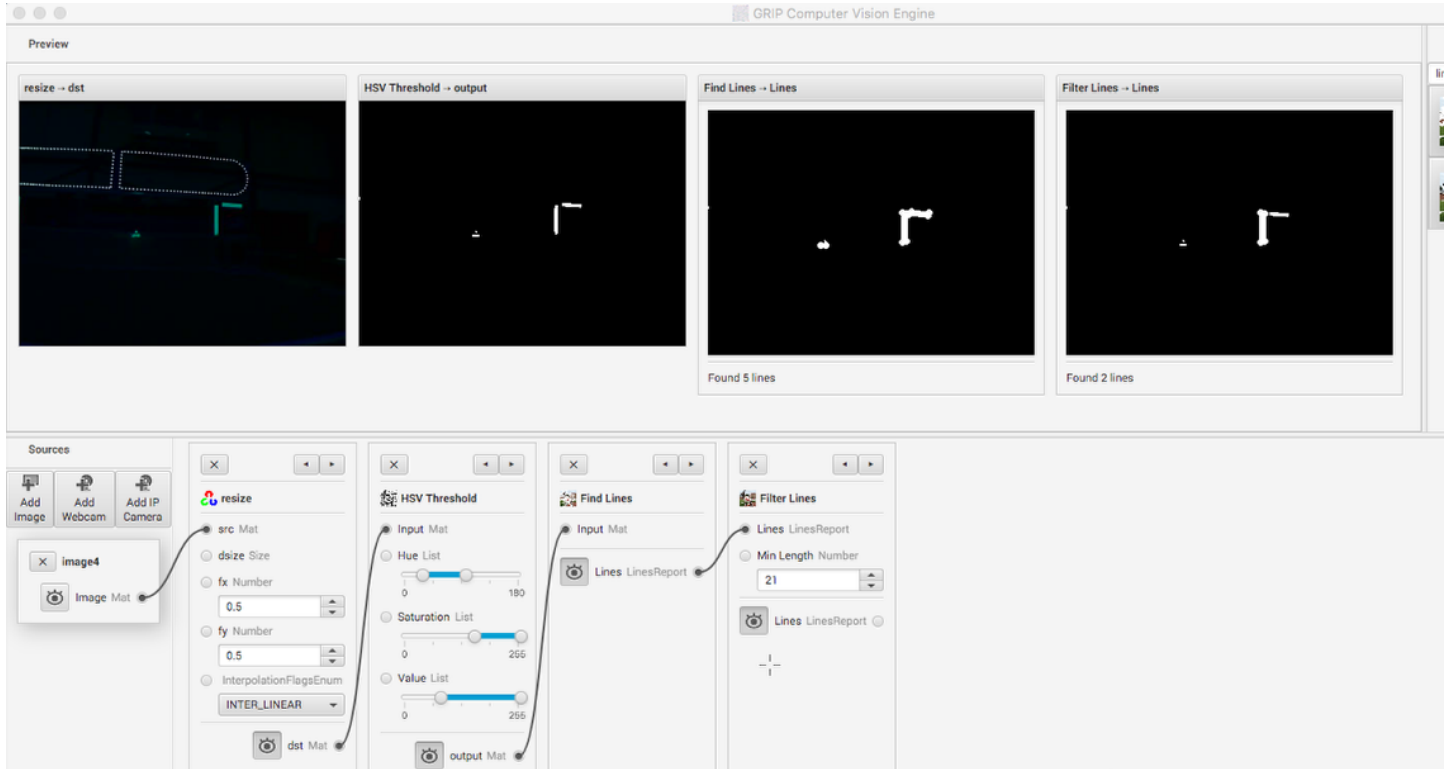 GRIP Computer Vision Engine
Preview
resize → dst
HSV Threshold → output
Find Lines → Lines
Filter Lines → Lines
Found 5 lines
Found 2 lines
Sources
Add Image
Add Webcam
Add IP Camera
image4
Image Mat
resize
src Mat
dsize Size
fx Number
0.5
fy Number
0.5
InterpolationFlagsEnum
INTER_LINEAR
dst Mat
HSV Threshold
Input Mat
Hue List
0 180
Saturation List
0 255
Value List
0 255
output Mat
Find Lines
Input Mat
Lines LinesReport
Filter Lines
Lines LinesReport
Min Length Number
21
Lines LinesReport